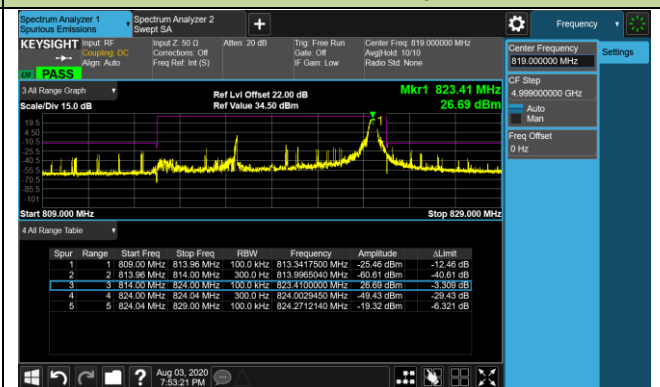 Spectrum Analyzer 1
Spurious Emissions
Spectrum Analyzer 2
Swept SA
Frequency
KEYSIGHT
Input: RF
Coupling: DC
Align: Auto
Input Z: 50 Ω
Corrections: Off
Freq Ref: Int (S)
Atten: 20 dB
Trig: Free Run
Gate: Off
IF Gain: Low
Center Freq: 819.000000 MHz
Avg|Hold: 10/10
Radio Std: None
LXI
PASS
Center Frequency
819.000000 MHz
Settings
CF Step
4.999000000 GHz
Auto
Man
Freq Offset
0 Hz
3 All Range Graph
Scale/Div 15.0 dB
Ref Lvl Offset 22.00 dB
Ref Value 34.50 dBm
Mkr1 823.41 MHz
26.69 dBm
1
19.5
4.50
-10.5
-25.5
-40.5
-55.5
-70.5
-85.5
-101
Start 809.000 MHz
Stop 829.000 MHz
4 All Range Table
Spur Range Start Freq Stop Freq RBW Frequency Amplitude ΔLimit
1 1 809.00 MHz 813.96 MHz 100.0 kHz 813.3417500 MHz -25.46 dBm -12.46 dB
2 2 813.96 MHz 814.00 MHz 300.0 Hz 813.9965040 MHz -60.61 dBm -40.61 dB
3 3 814.00 MHz 824.00 MHz 100.0 kHz 823.4100000 MHz 26.69 dBm -3.309 dB
4 4 824.00 MHz 824.04 MHz 300.0 Hz 824.0029450 MHz -49.43 dBm -29.43 dB
5 5 824.04 MHz 829.00 MHz 100.0 kHz 824.2712140 MHz -19.32 dBm -6.321 dB
Aug 03, 2020
7:53:21 PM